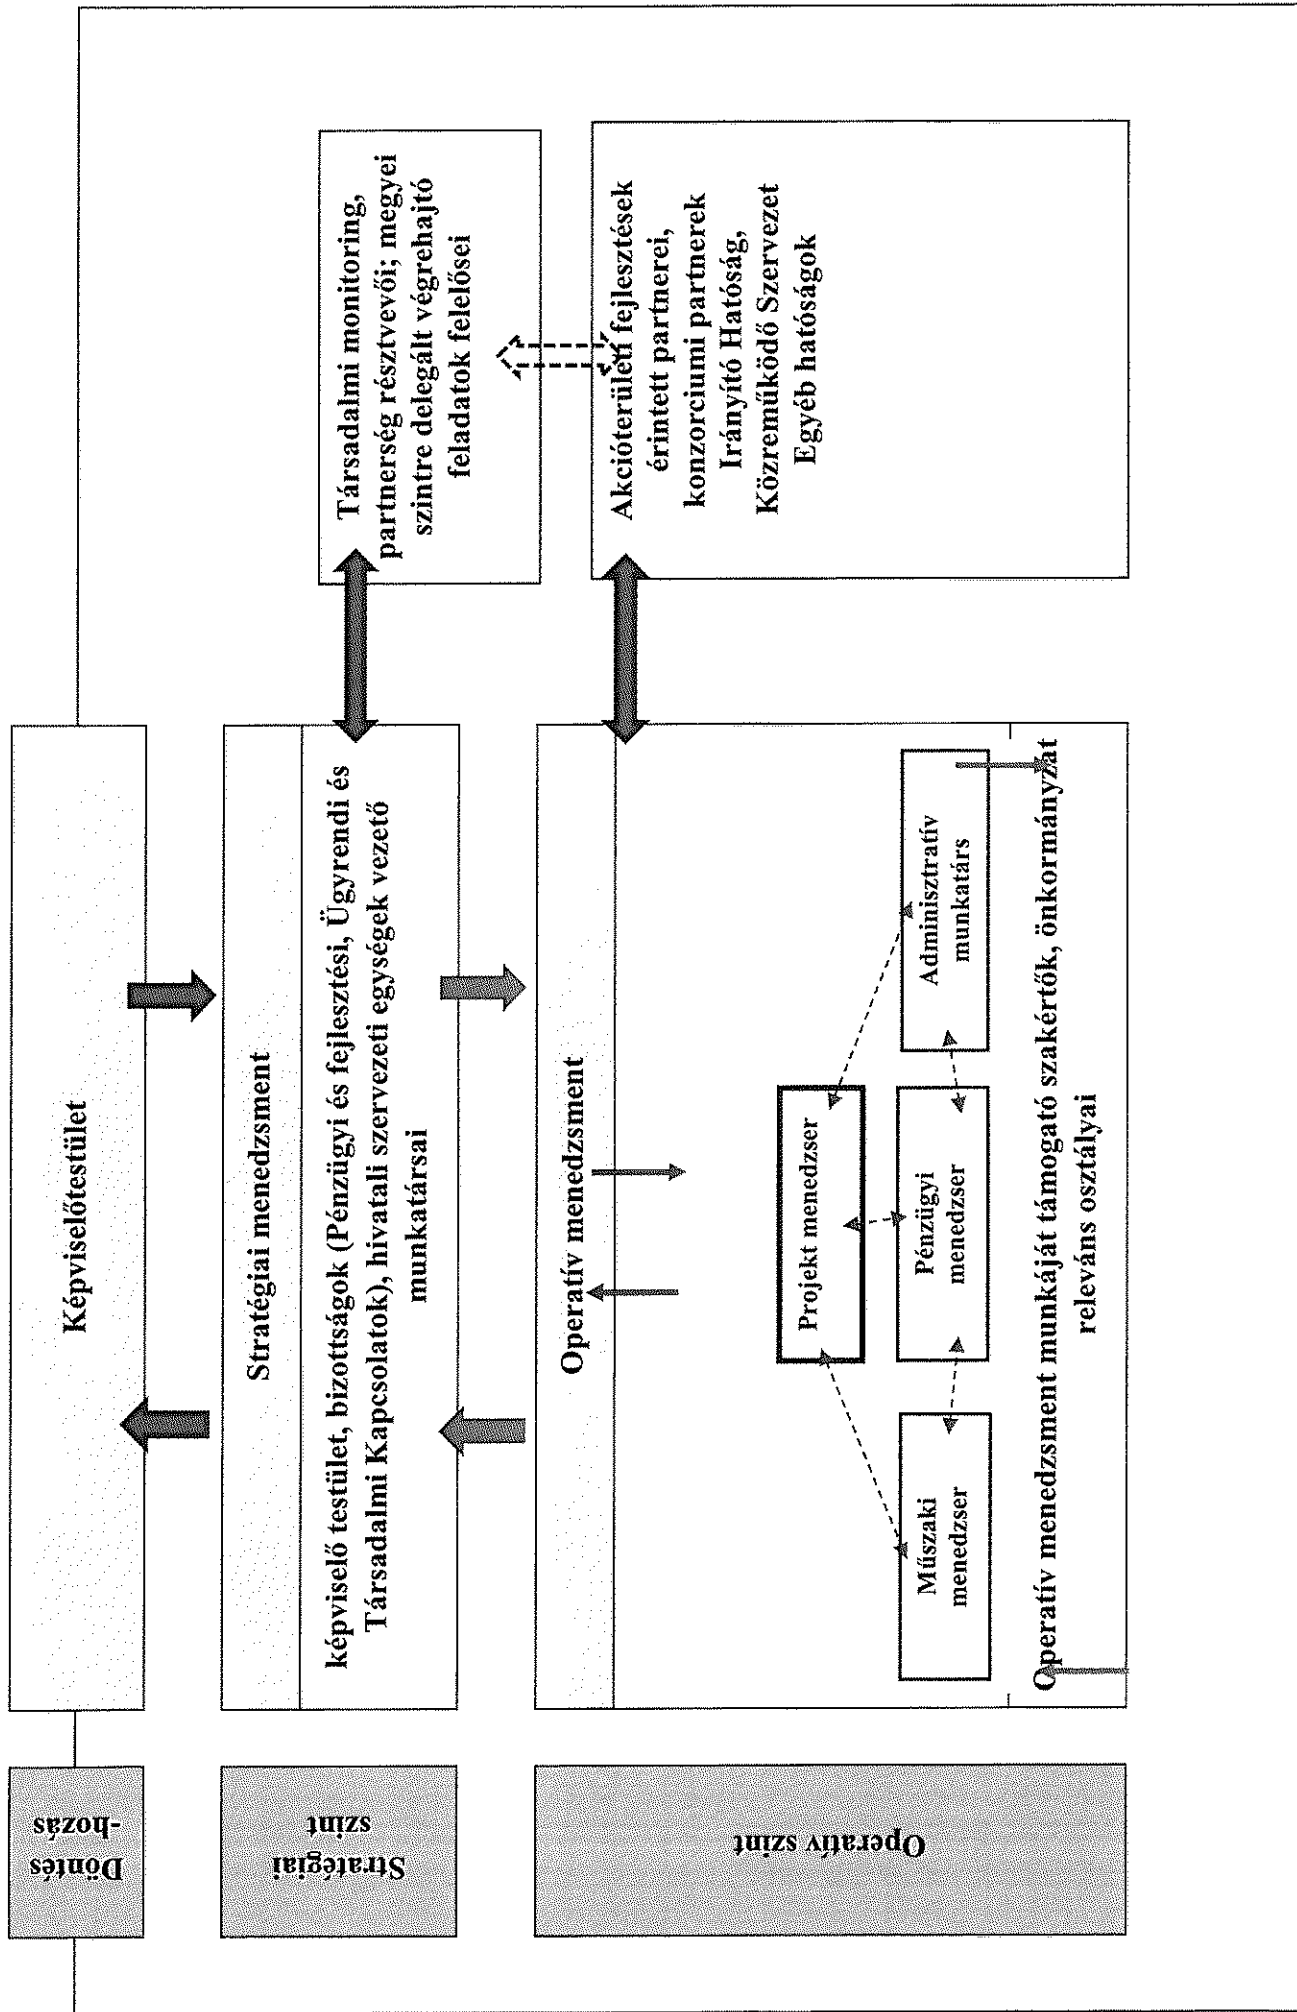 Döntés
-hozás
Képviselőtestület
Stratégiai
szint
Stratégiai menedzsment
képviselő testület, bizottságok (Pénzügyi és fejlesztési, Ügyrendi és
Társadalmi Kapcsolatok), hivatali szervezeti egységek vezető
munkatársai
Társadalmi monitoring,
partnerség résztvevői; megyei
szintre delegált végrehajtó
feladatok felelősei
Operatív szint
Operatív menedzsment
Projekt menedzser
Műszaki
menedzser
Pénzügyi
menedzser
Adminisztratív
munkatárs
Operatív menedzsment munkáját támogató szakértők, önkormányzat
releváns osztályai
Akcióterületi fejlesztések
érintett partnerei,
konzorciumi partnerek
Irányító Hatóság,
Közreműködő Szervezet
Egyéb hatóságok